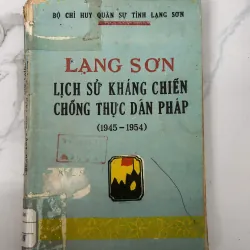 BỘ CHỈ HUY QUÂN SỰ TỈNH LẠNG SƠN
LẠNG SƠN
LỊCH SỬ KHÁNG CHIẾN
CHỐNG THỰC DÂN PHÁP
(1945-1954)